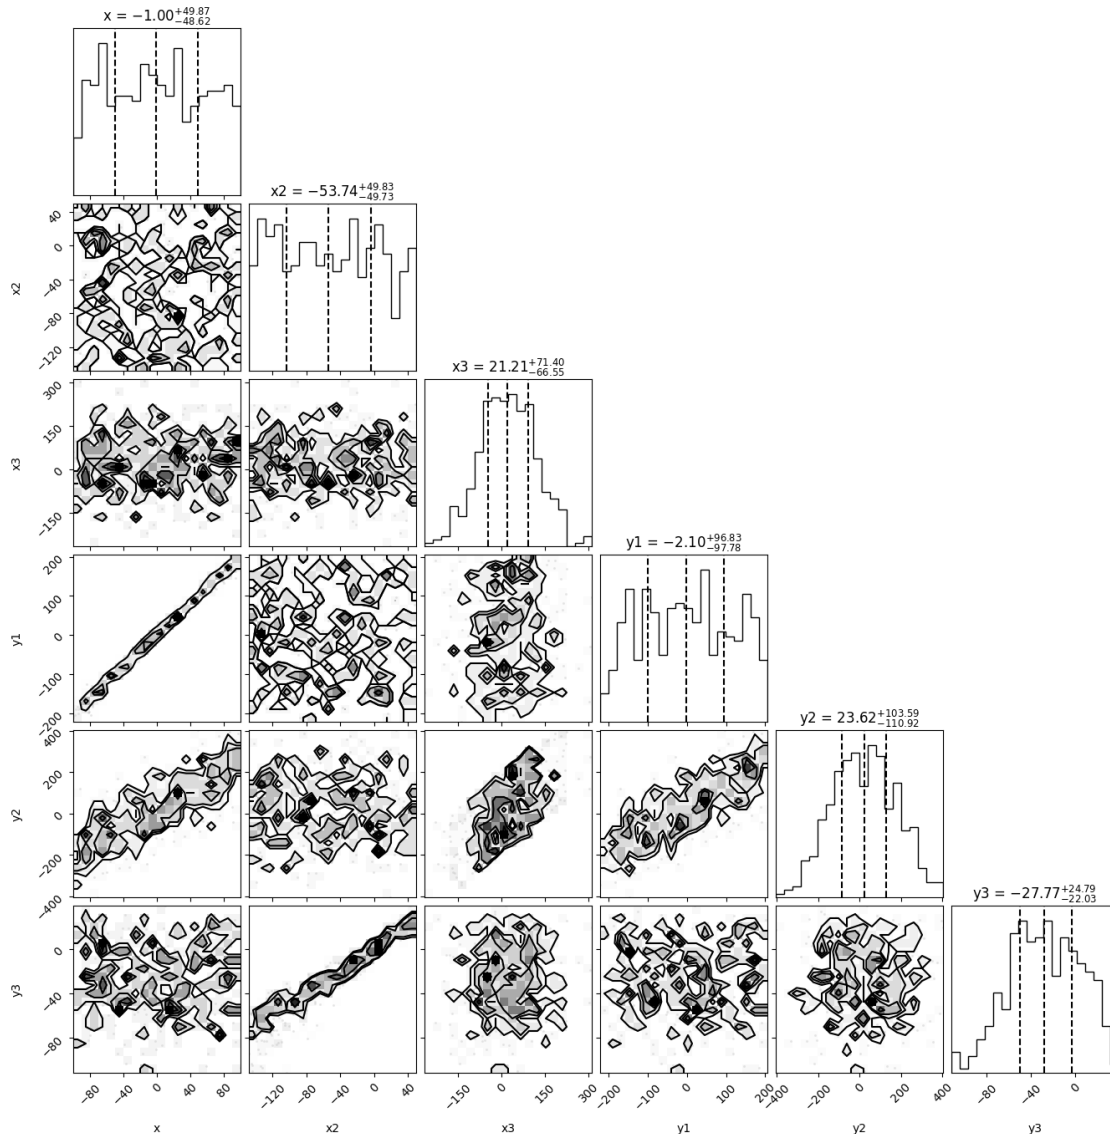 x = −1.00+49.87−48.62
x2 = −53.74+49.83−49.73
40
0
−40
−80
−120
x2
x3 = 21.21+71.40−66.55
300
150
0
−150
x3
y1 = −2.10+96.83−97.78
200
100
0
−100
−200
y1
y2 = 23.62+103.59−110.92
400
200
0
−200
−400
y2
y3 = −27.77+24.79−22.03
0
−40
−80
y3
−80 −40 0 40 80
−120 −80 −40 0 40
−150 0 150 300
−200 −100 0 100 200
−400 −200 0 200 400
−80 −40 0
x x2 x3 y1 y2 y3